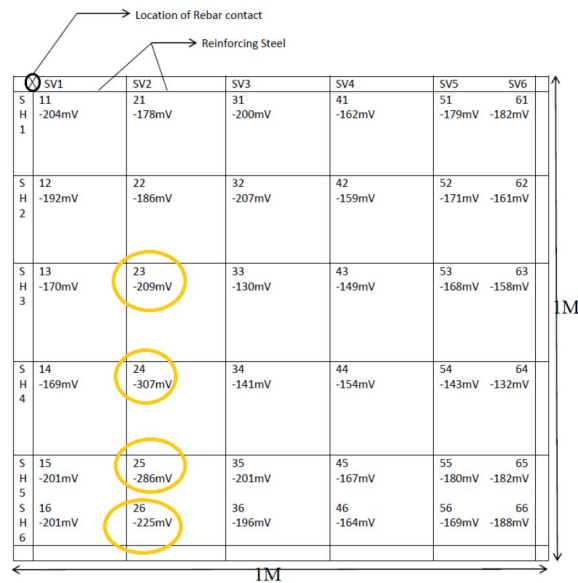 Location of Rebar contact
Reinforcing Steel
X SV1 SV2 SV3 SV4 SV5 SV6
S H 1
11 21 31 41 51 61
-204mV -178mV -200mV -162mV -179mV -182mV
S H 2
12 22 32 42 52 62
-192mV -186mV -207mV -159mV -171mV -161mV
S H 3
13 23 33 43 53 63
-170mV -209mV -130mV -149mV -168mV -158mV
1M
S H 4
14 24 34 44 54 64
-169mV -307mV -141mV -154mV -143mV -132mV
S H 5
15 25 35 45 55 65
-201mV -286mV -201mV -167mV -180mV -182mV
S H 6
16 26 36 46 56 66
-201mV -225mV -196mV -164mV -169mV -188mV
1M